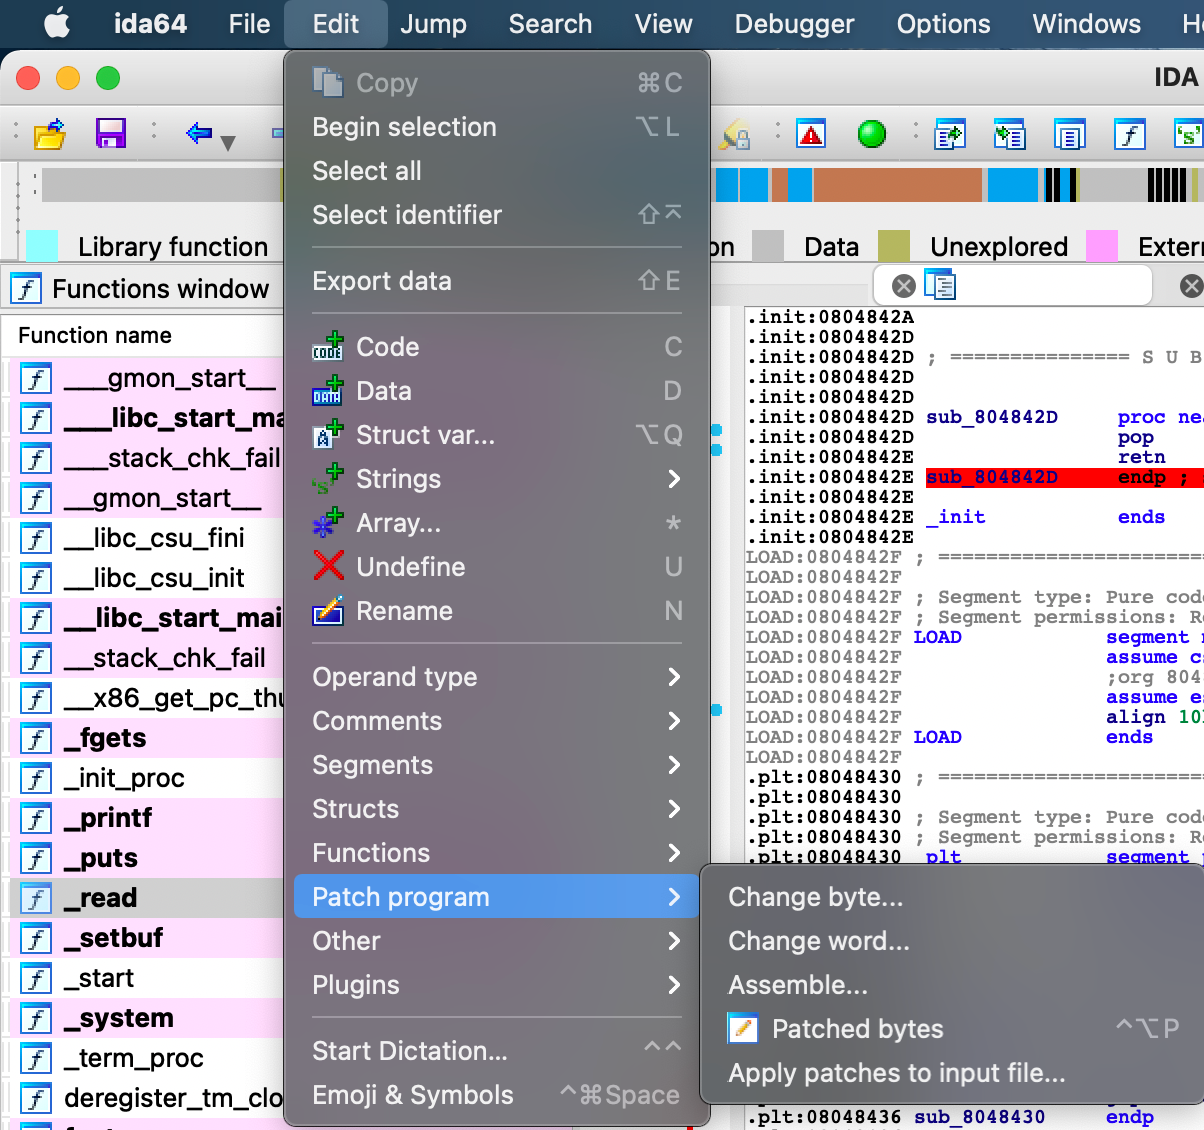 ida64 File Edit Jump Search View Debugger Options Windows
IDA
Copy ⌘C
Begin selection ⌥L
Select all
Select identifier ⇧⌅
Export data ⇧E
Code C
Data D
Struct var... ⌥Q
Strings
Array... *
Undefine U
Rename N
Operand type
Comments
Segments
Structs
Functions
Patch program
Other
Plugins
Start Dictation...
Emoji & Symbols ^⌘Space
Change byte...
Change word...
Assemble...
Patched bytes ^⌥P
Apply patches to input file...
Library function
on
Data
Unexplored
Extern
Functions window
Function name
___gmon_start__
___libc_start_ma
___stack_chk_fail
__gmon_start__
__libc_csu_fini
__libc_csu_init
__libc_start_mai
__stack_chk_fail
__x86_get_pc_thu
_fgets
_init_proc
_printf
_puts
_read
_setbuf
_start
_system
_term_proc
deregister_tm_clo
.init:0804842A
.init:0804842D
.init:0804842D ; =============== S U B
.init:0804842D
.init:0804842D
.init:0804842D sub_804842D proc nea
.init:0804842D pop
.init:0804842E retn
.init:0804842E sub_804842D endp ;
.init:0804842E
.init:0804842E _init ends
.init:0804842E
LOAD:0804842F ; ======================
LOAD:0804842F
LOAD:0804842F ; Segment type: Pure code
LOAD:0804842F ; Segment permissions: Re
LOAD:0804842F LOAD segment
LOAD:0804842F assume cs
LOAD:0804842F ;org 804
LOAD:0804842F assume es
LOAD:0804842F align 10
LOAD:0804842F LOAD ends
LOAD:0804842F
.plt:08048430 ; ======================
.plt:08048430
.plt:08048430 ; Segment type: Pure code
.plt:08048430 ; Segment permissions: Re
.plt:08048430 _plt segment
.plt:08048436 sub_8048430 endp